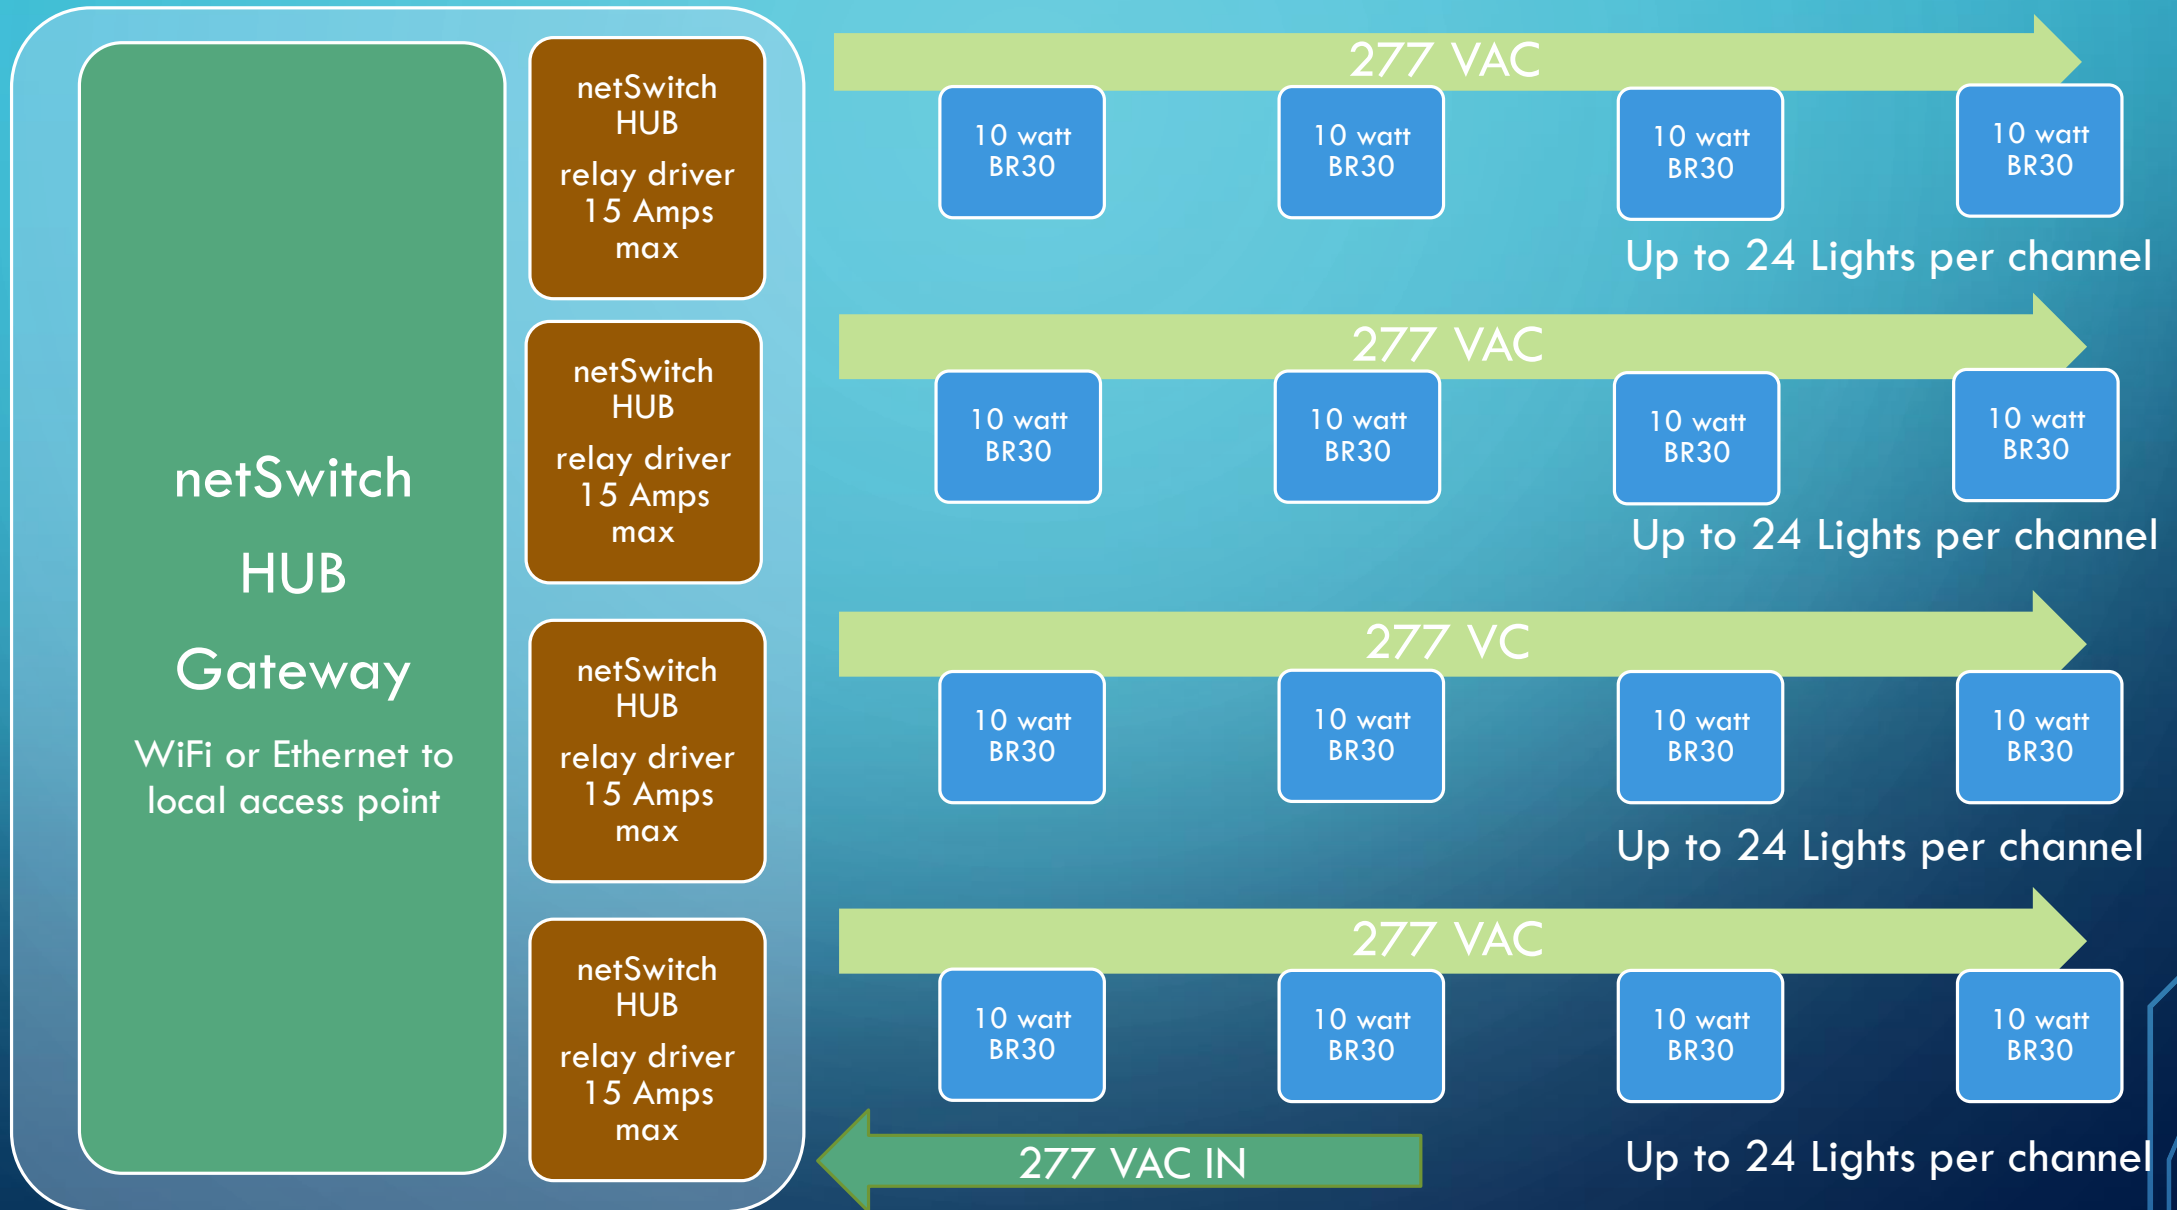 netSwitch
HUB
Gateway
WiFi or Ethernet to
local access point
netSwitch
HUB
relay driver
15 Amps
max
277 VAC
10 watt
BR30
10 watt
BR30
10 watt
BR30
10 watt
BR30
Up to 24 Lights per channel
netSwitch
HUB
relay driver
15 Amps
max
277 VAC
10 watt
BR30
10 watt
BR30
10 watt
BR30
10 watt
BR30
Up to 24 Lights per channel
netSwitch
HUB
relay driver
15 Amps
max
277 VC
10 watt
BR30
10 watt
BR30
10 watt
BR30
10 watt
BR30
Up to 24 Lights per channel
netSwitch
HUB
relay driver
15 Amps
max
277 VAC
10 watt
BR30
10 watt
BR30
10 watt
BR30
10 watt
BR30
277 VAC IN
Up to 24 Lights per channel